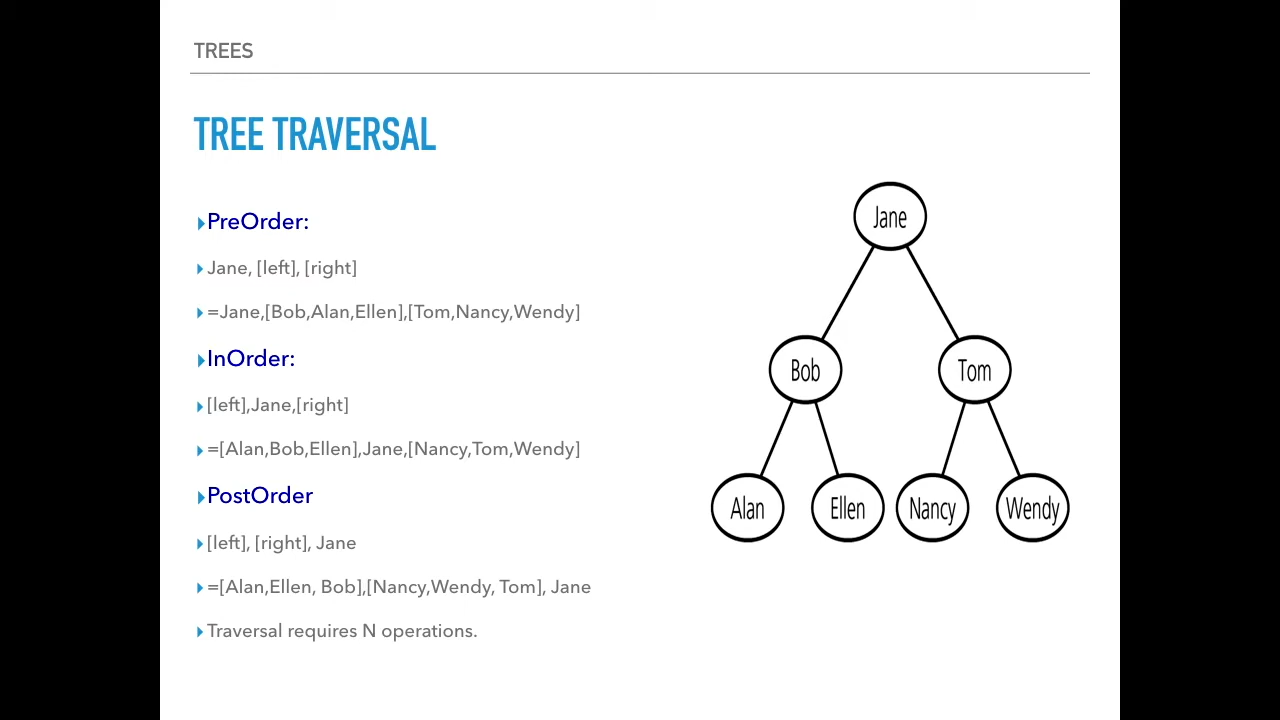 TREES
TREE TRAVERSAL
PreOrder:
Jane, [left], [right]
=Jane,[Bob,Alan,Ellen],[Tom,Nancy,Wendy]
InOrder:
[left],Jane,[right]
=[Alan,Bob,Ellen],Jane,[Nancy,Tom,Wendy]
PostOrder
[left], [right], Jane
=[Alan,Ellen, Bob],[Nancy,Wendy, Tom], Jane
Traversal requires N operations.
Jane
Bob Tom
Alan Ellen Nancy Wendy